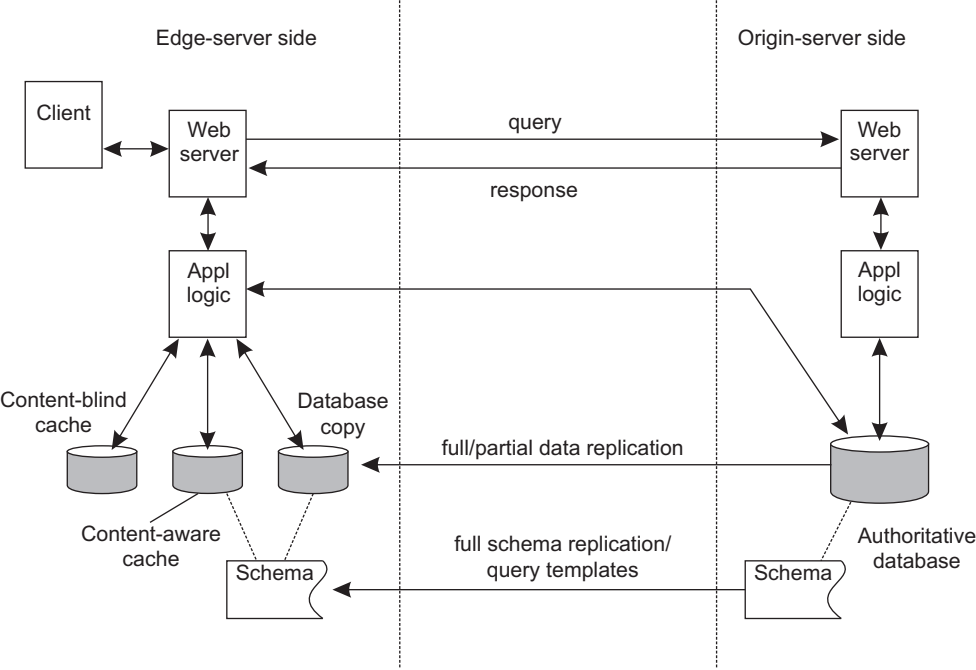 Edge-server side
Origin-server side
Client
Web
server
query
response
Web
server
Appl
logic
Appl
logic
Content-blind
cache
Database
copy
full/partial data replication
Content-aware
cache
full schema replication/
query templates
Authoritative
database
Schema
Schema